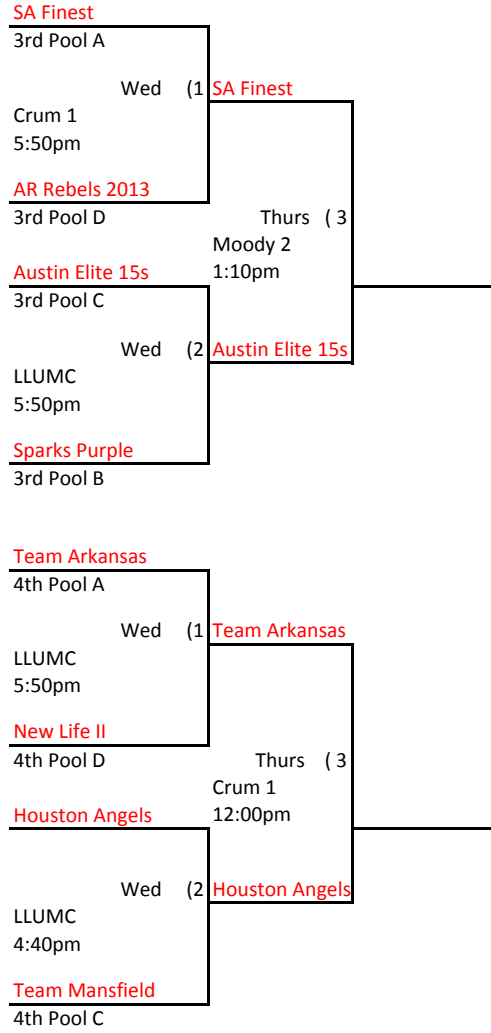 SA Finest
3rd Pool A
Wed (1 SA Finest
Crum 1
5:50pm
AR Rebels 2013
3rd Pool D Thurs ( 3
Moody 2
Austin Elite 15s 1:10pm
3rd Pool C
Wed (2 Austin Elite 15s
LLUMC
5:50pm
Sparks Purple
3rd Pool B
Team Arkansas
4th Pool A
Wed (1 Team Arkansas
LLUMC
5:50pm
New Life II
4th Pool D Thurs ( 3
Crum 1
Houston Angels 12:00pm
Wed (2 Houston Angels
LLUMC
4:40pm
Team Mansfield
4th Pool C